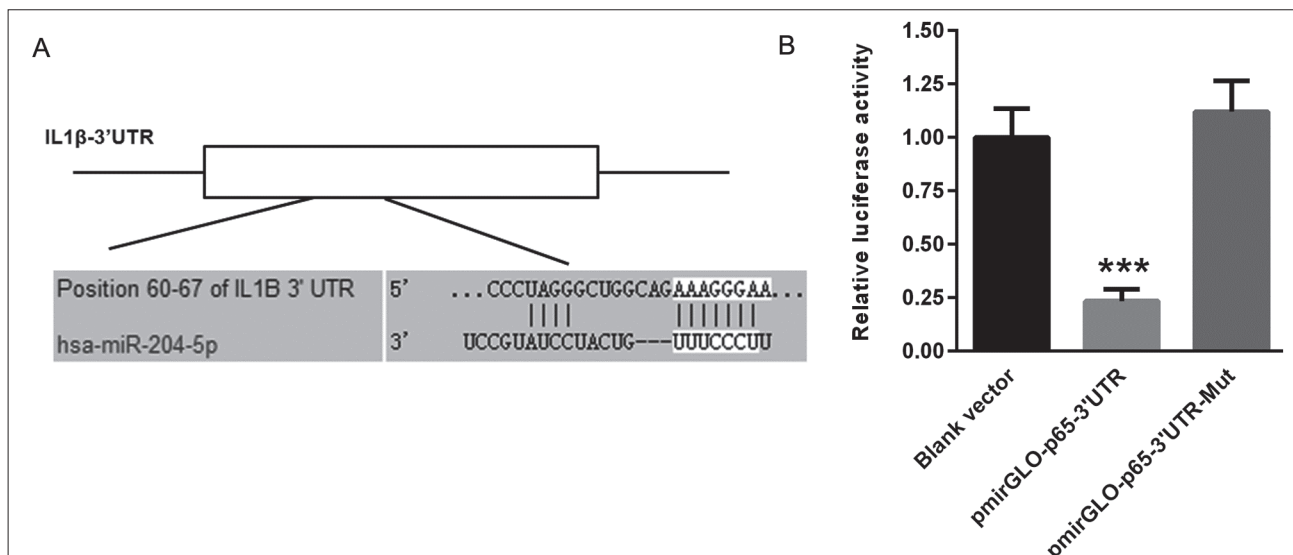 A
IL1β-3'UTR
Position 60-67 of IL1B 3' UTR 5' ...CCCUAGGGCUGGCAGAAAGGGAA...
hsa-miR-204-5p 3' UCCGUAUCCUACUG---UUUCCCUU
B
Relative luciferase activity
1.50
1.25
1.00
0.75
0.50
0.25
0.00
***
Blank vector
pmirGLO-p65-3'UTR
pmirGLO-p65-3'UTR-Mut